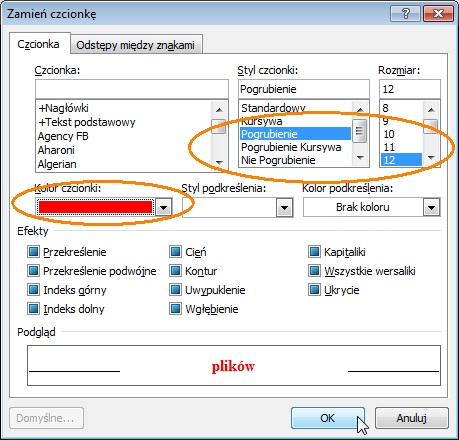 Zamień czcionkę
?
Czcionka
Odstępy między znakami
Czcionka:
Styl czcionki:
Rozmiar:
Pogrubienie
12
+Nagłówki
+Tekst podstawowy
Agency FB
Aharoni
Algerian
Standardowy
Kursywa
Pogrubienie
Pogrubienie Kursywa
Nie Pogrubienie
8
9
10
11
12
Kolor czcionki:
Styl podkreślenia:
Kolor podkreślenia:
Brak koloru
Efekty
Przekreślenie
Przekreślenie podwójne
Indeks górny
Indeks dolny
Cień
Kontur
Uwypuklenie
Wgłębienie
Kapitaliki
Wszystkie wersaliki
Ukrycie
Podgląd
plików
Domyślne...
OK
Anuluj